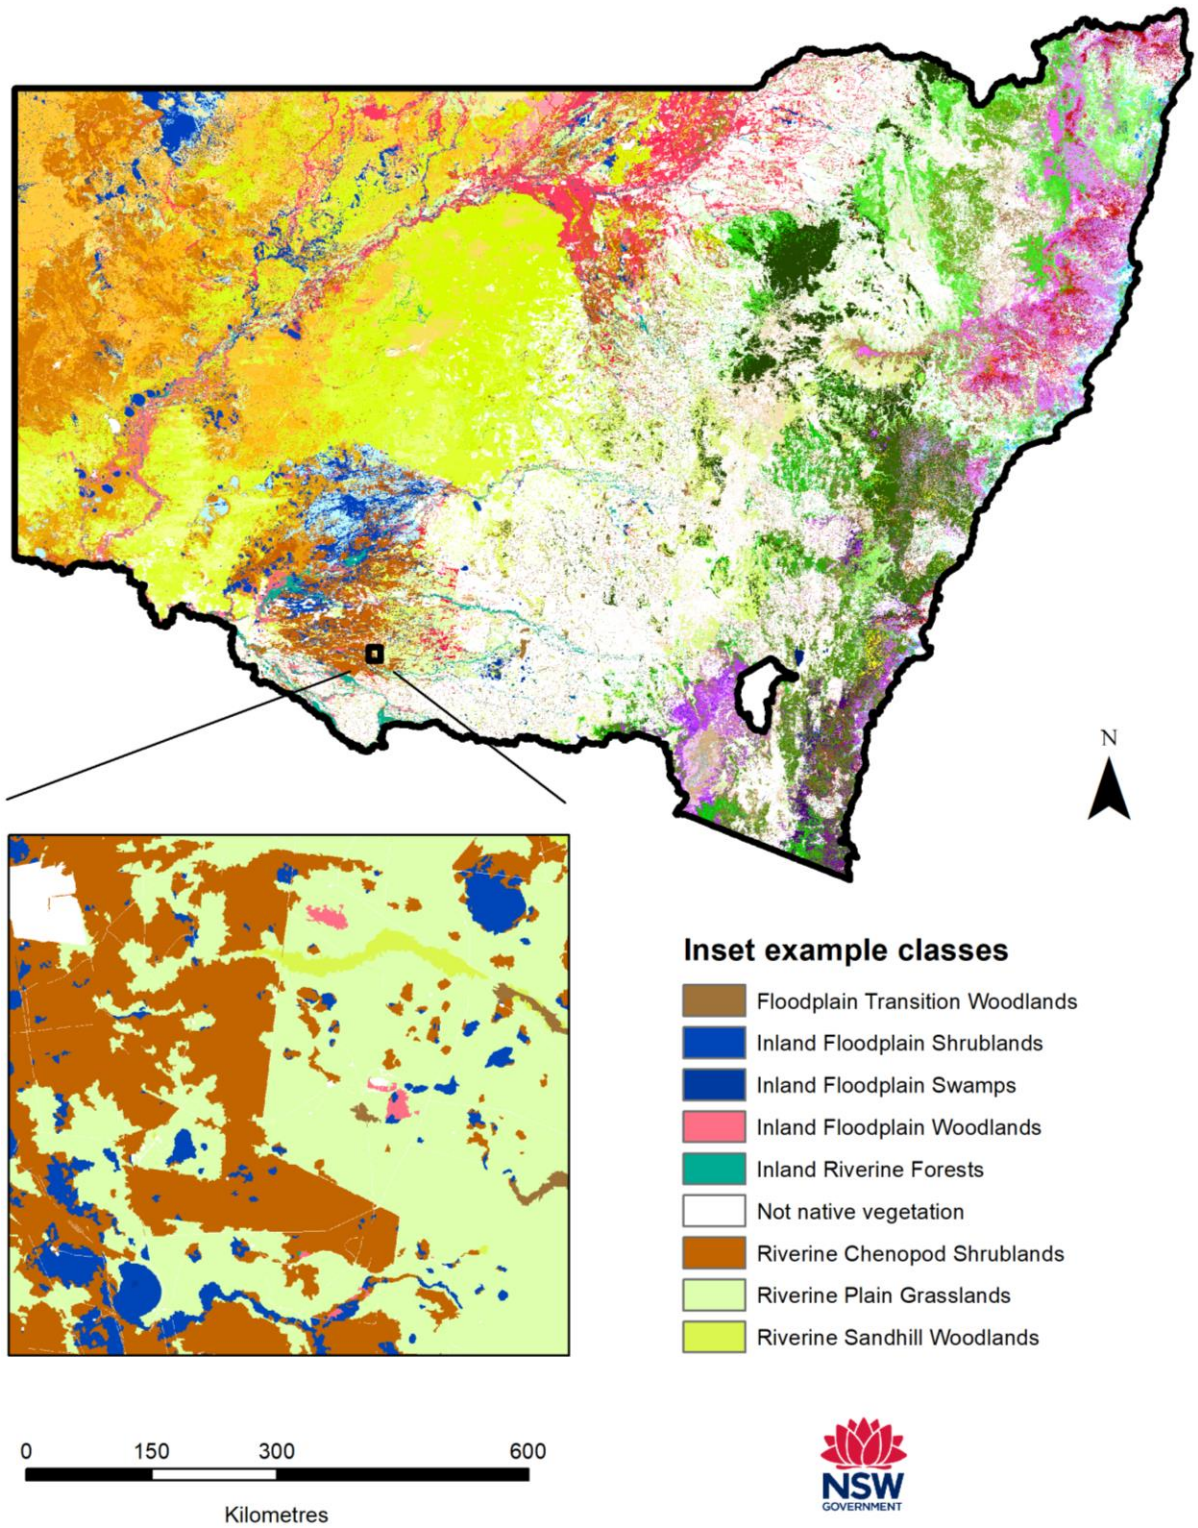 N
Inset example classes
Floodplain Transition Woodlands
Inland Floodplain Shrublands
Inland Floodplain Swamps
Inland Floodplain Woodlands
Inland Riverine Forests
Not native vegetation
Riverine Chenopod Shrublands
Riverine Plain Grasslands
Riverine Sandhill Woodlands
0 150 300 600
Kilometres
NSW
GOVERNMENT